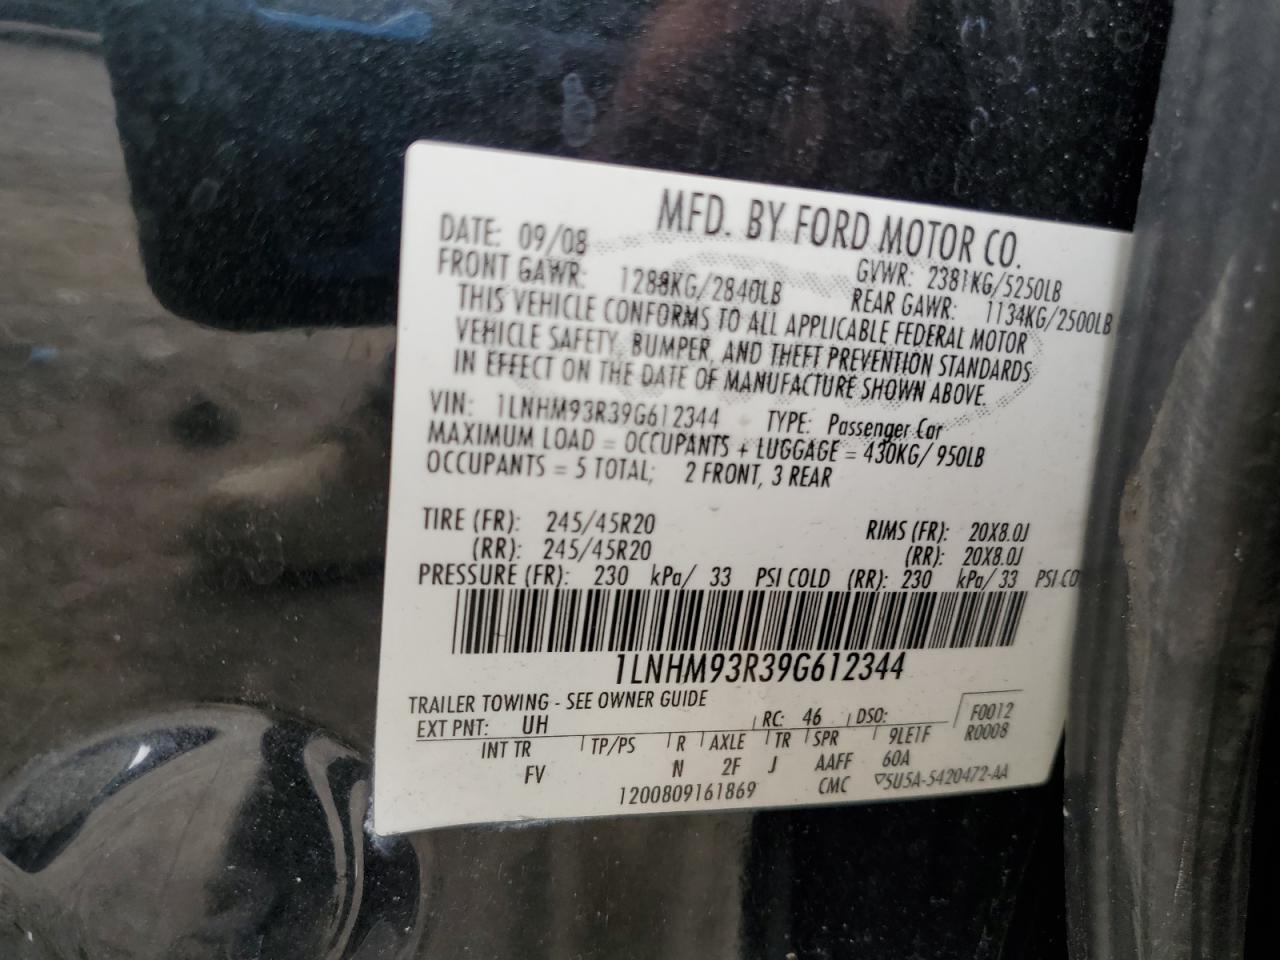 MFD. BY FORD MOTOR CO.
DATE: 09/08 GVWR: 2381KG/5250LB
FRONT GAWR: 1288KG/2840LB REAR GAWR: 1134KG/2500LB
THIS VEHICLE CONFORMS TO ALL APPLICABLE FEDERAL MOTOR
VEHICLE SAFETY, BUMPER, AND THEFT PREVENTION STANDARDS
IN EFFECT ON THE DATE OF MANUFACTURE SHOWN ABOVE.
VIN: 1LNHM93R39G612344 TYPE: Passenger Car
MAXIMUM LOAD = OCCUPANTS + LUGGAGE = 430KG/ 950LB
OCCUPANTS = 5 TOTAL; 2 FRONT, 3 REAR
TIRE (FR): 245/45R20 RIMS (FR): 20X8.0J
(RR): 245/45R20 (RR): 20X8.0J
PRESSURE (FR): 230 kPa/ 33 PSI COLD (RR): 230 kPa/ 33 PSI CO
1LNHM93R39G612344
TRAILER TOWING - SEE OWNER GUIDE
EXT PNT: UH RC: 46 DSO: F0012
INT TR TP/PS R AXLE TR SPR 9LE1F R0008
FV N 2F J AAFF 60A
1200809161869 CMC ▽5U5A-5420472-AA